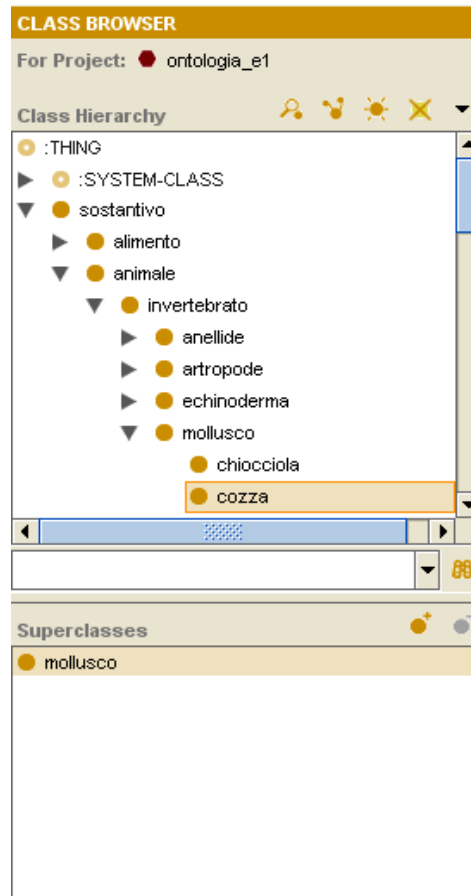 CLASS BROWSER
For Project: ontologia_e1
Class Hierarchy
:THING
:SYSTEM-CLASS
sostantivo
alimento
animale
invertebrato
anellide
artropode
echinoderma
mollusco
chiocciola
cozza
Superclasses
mollusco